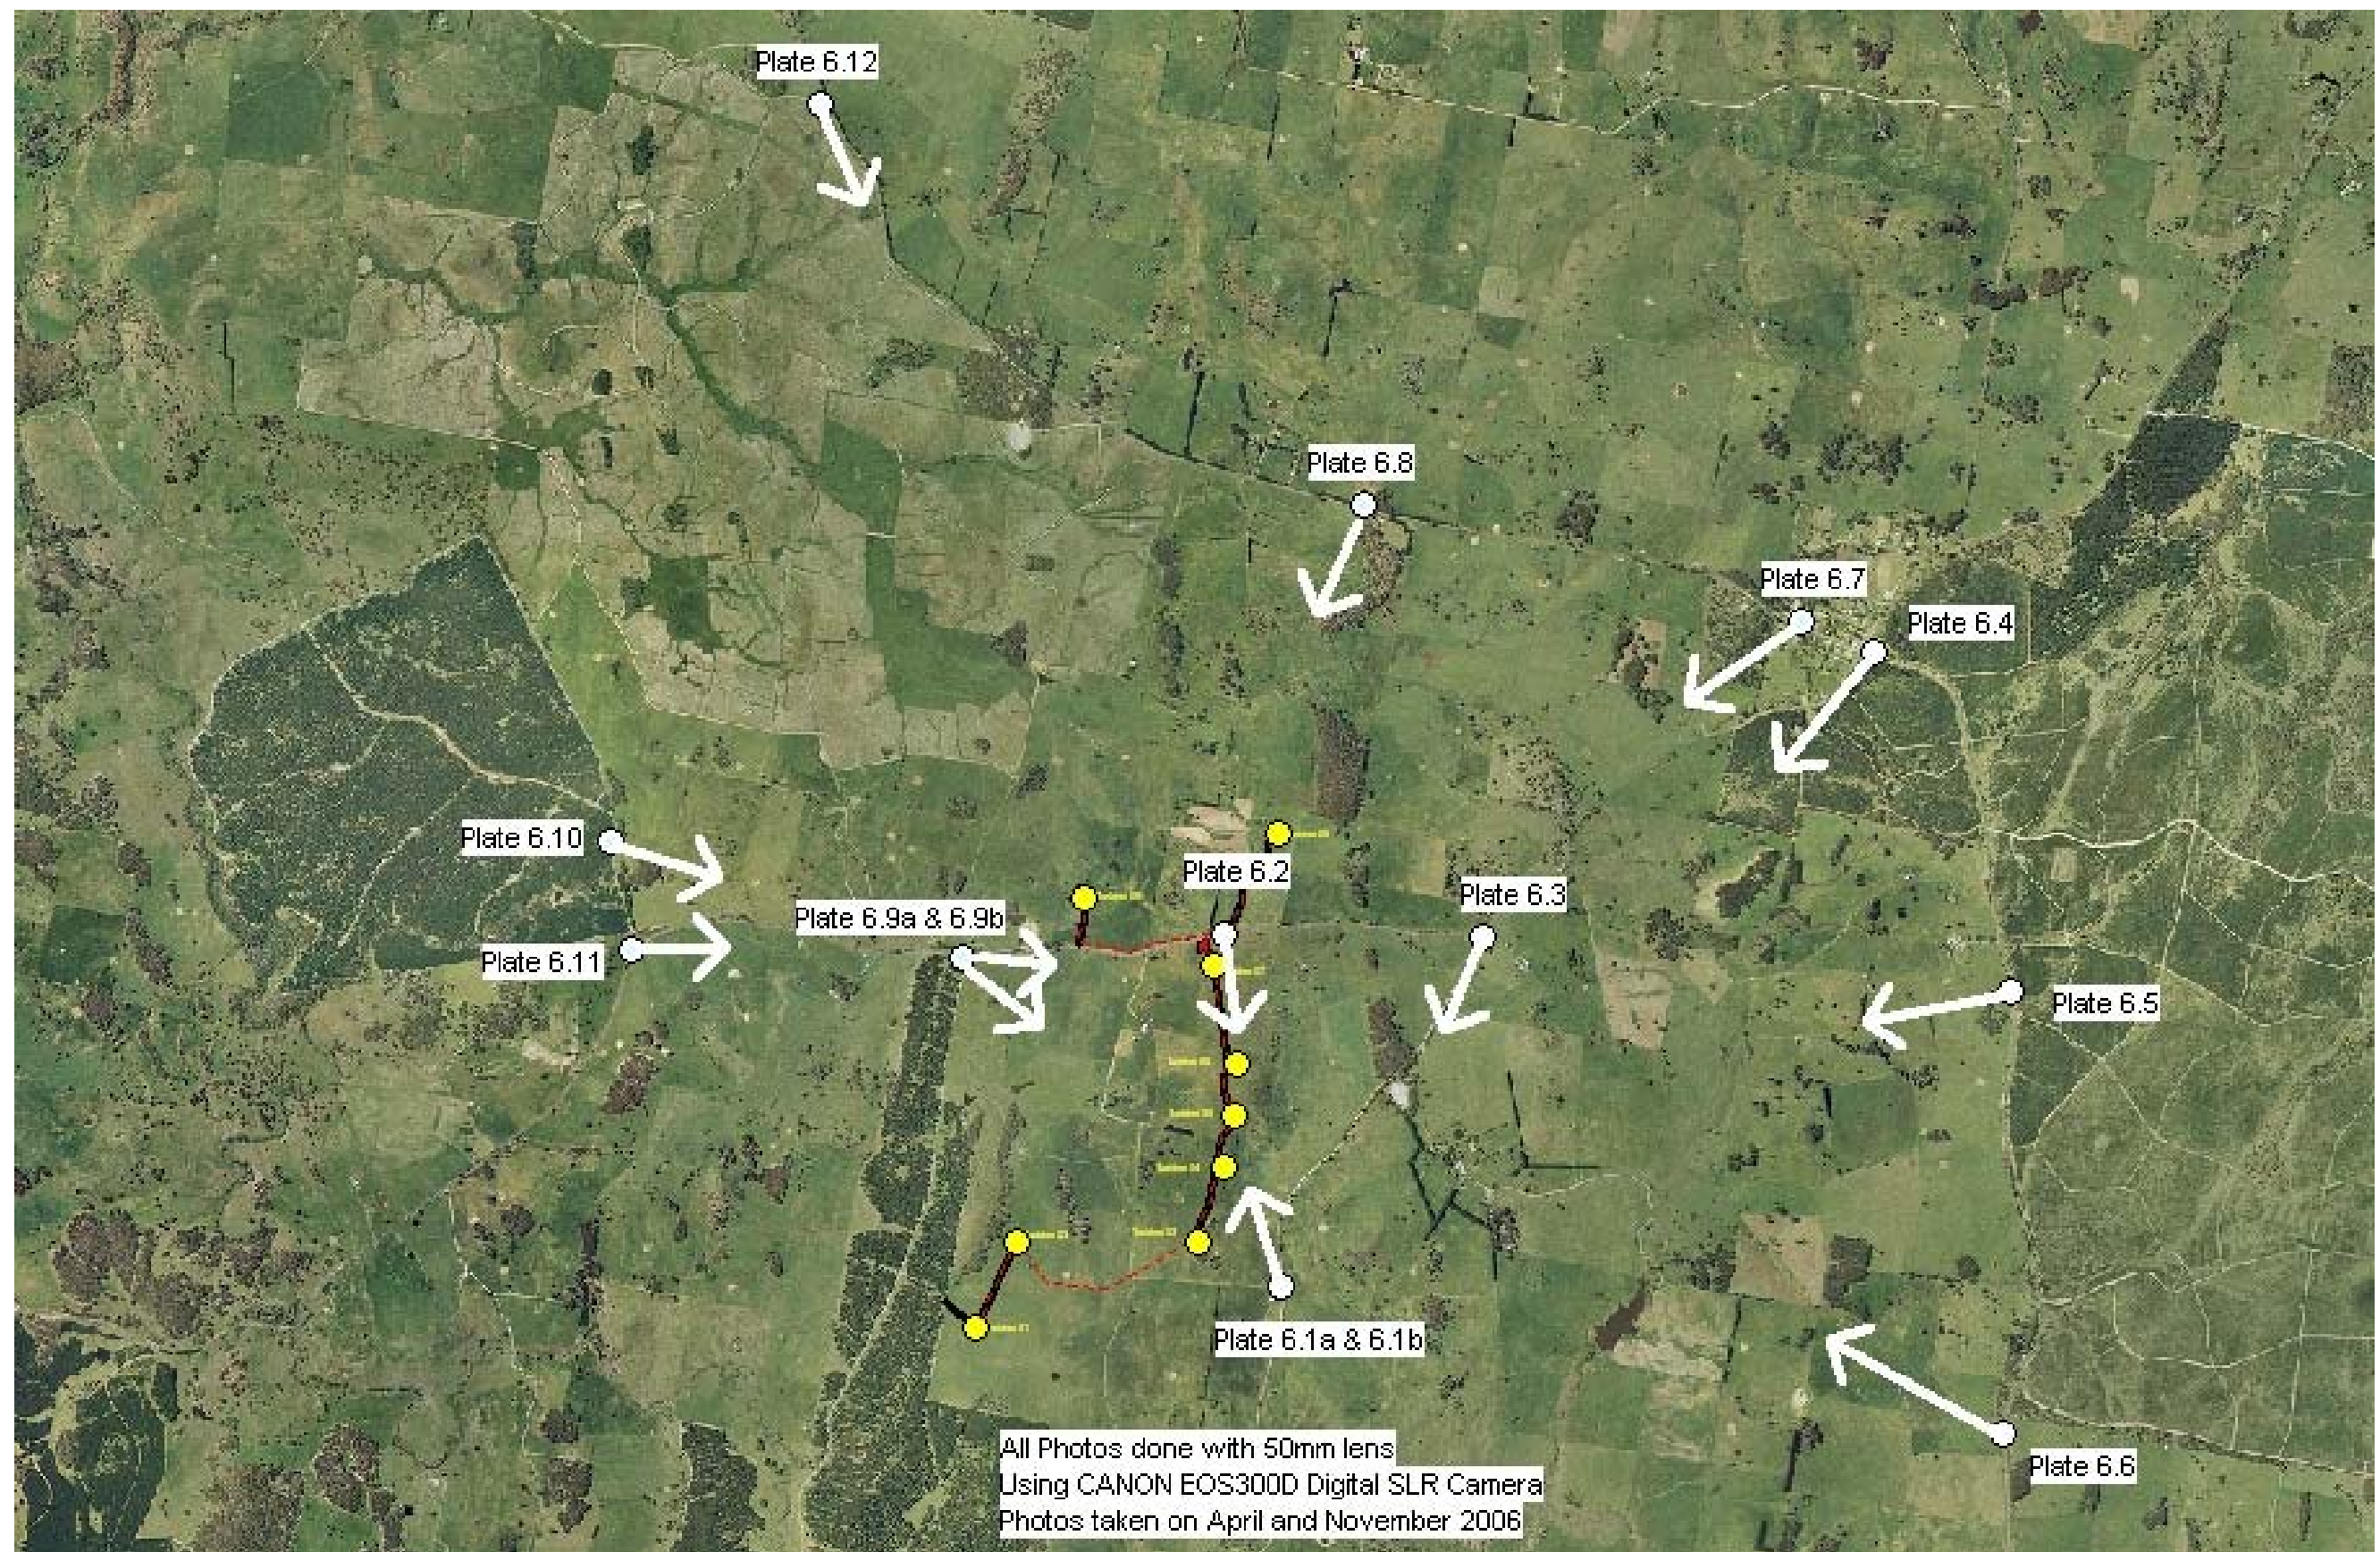 Plate 6.12
Plate 6.8
Plate 6.7
Plate 6.4
Plate 6.10
Plate 6.2
Plate 6.3
Plate 6.9a & 6.9b
Plate 6.11
Plate 6.5
Plate 6.1a & 6.1b
Plate 6.6
All Photos done with 50mm lens
Using CANON EOS300D Digital SLR Camera
Photos taken on April and November 2006